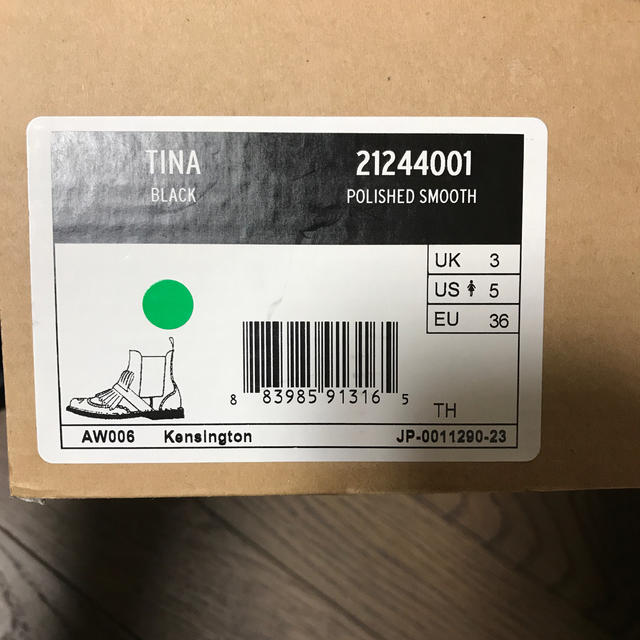 TINA 21244001
BLACK POLISHED SMOOTH
UK 3
US 5
EU 36
8 83985 91316 5
TH
AW006 Kensington JP-0011290-23